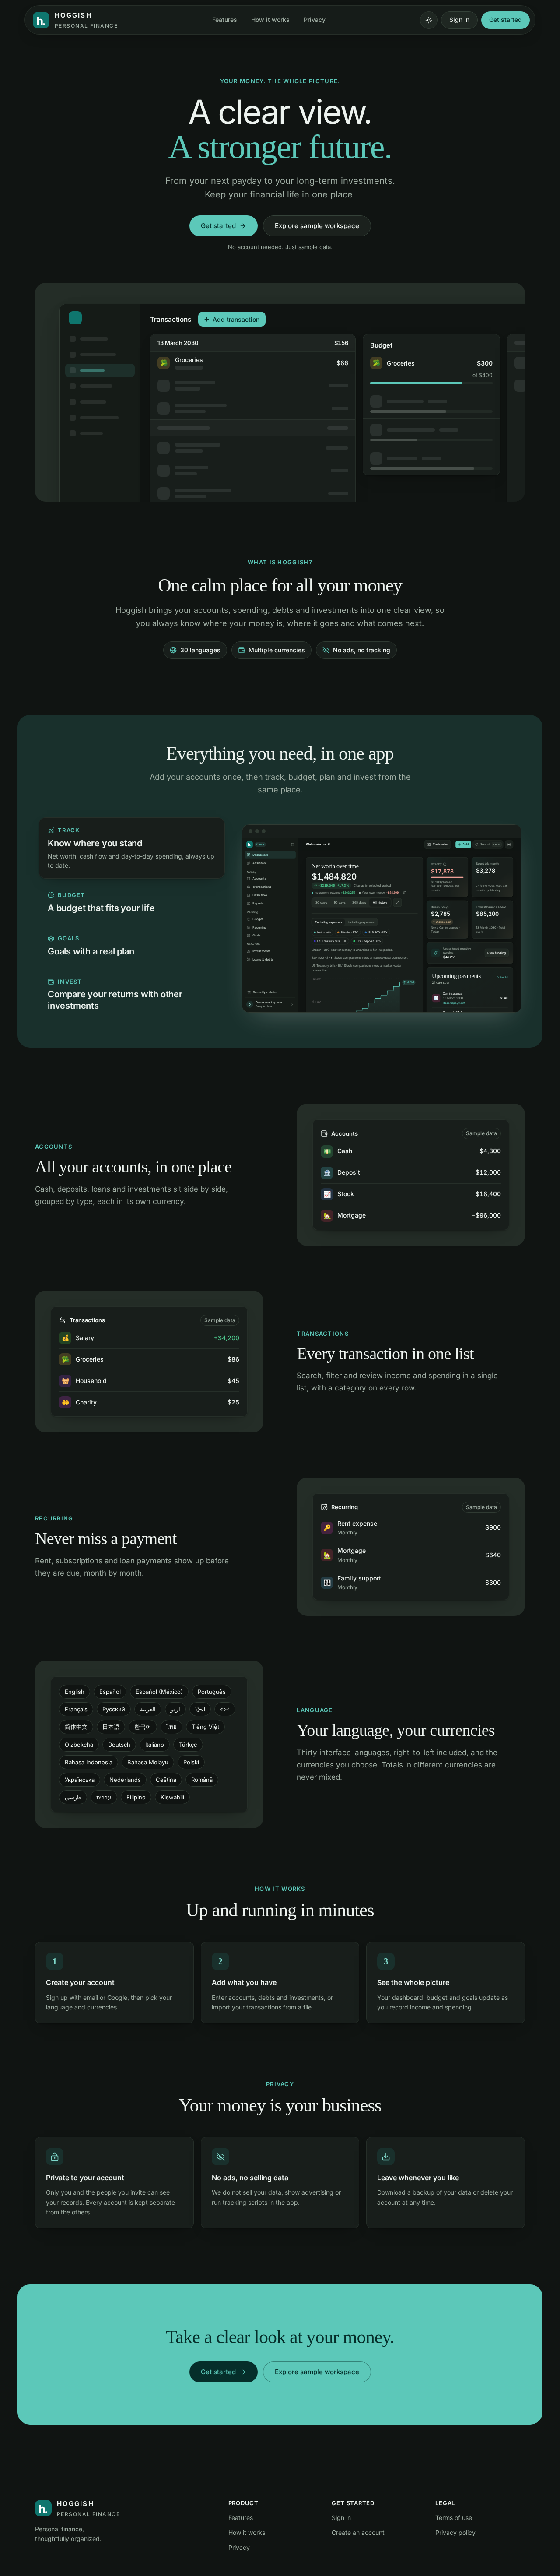 HOGGISH
PERSONAL FINANCE
Features
How it works
Privacy
Sign in
Get started
YOUR MONEY. THE WHOLE PICTURE.
A clear view.
A stronger future.
From your next payday to your long-term investments.
Keep your financial life in one place.
Get started
Explore sample workspace
No account needed. Just sample data.
Transactions
Add transaction
13 March 2030
$156
Groceries
$86
Budget
Groceries
$300
of $400
WHAT IS HOGGISH?
One calm place for all your money
Hoggish brings your accounts, spending, debts and investments into one clear view, so
you always know where your money is, where it goes and what comes next.
30 languages
Multiple currencies
No ads, no tracking
Everything you need, in one app
Add your accounts once, then track, budget, plan and invest from the
same place.
TRACK
Know where you stand
Net worth, cash flow and day-to-day spending, always up
to date.
BUDGET
A budget that fits your life
GOALS
Goals with a real plan
INVEST
Compare your returns with other
investments
Dashboard
Net worth over time
$1,484,820
$17,878
$3,278
$2,785
$85,200
Upcoming payments
ACCOUNTS
All your accounts, in one place
Cash, deposits, loans and investments sit side by side,
grouped by type, each in its own currency.
Accounts
Sample data
Cash
$4,300
Deposit
$12,000
Stock
$18,400
Mortgage
−$96,000
Transactions
Sample data
Salary
+$4,200
Groceries
$86
Household
$45
Charity
$25
TRANSACTIONS
Every transaction in one list
Search, filter and review income and spending in a single
list, with a category on every row.
RECURRING
Never miss a payment
Rent, subscriptions and loan payments show up before
they are due, month by month.
Recurring
Sample data
Rent expense
Monthly
$900
Mortgage
Monthly
$640
Family support
Monthly
$300
English
Español
Español (México)
Português
Français
Русский
العربية
اردو
हिन्दी
বাংলা
简体中文
日本語
한국어
ไทย
Tiếng Việt
O'zbekcha
Deutsch
Italiano
Türkçe
Bahasa Indonesia
Bahasa Melayu
Polski
Українська
Nederlands
Čeština
Română
فارسی
עברית
Filipino
Kiswahili
LANGUAGE
Your language, your currencies
Thirty interface languages, right-to-left included, and the
currencies you choose. Totals in different currencies are
never mixed.
HOW IT WORKS
Up and running in minutes
1
Create your account
Sign up with email or Google, then pick your
language and currencies.
2
Add what you have
Enter accounts, debts and investments, or
import your transactions from a file.
3
See the whole picture
Your dashboard, budget and goals update as
you record income and spending.
PRIVACY
Your money is your business
Private to your account
Only you and the people you invite can see
your records. Every account is kept separate
from the others.
No ads, no selling data
We do not sell your data, show advertising or
run tracking scripts in the app.
Leave whenever you like
Download a backup of your data or delete your
account at any time.
Take a clear look at your money.
Get started
Explore sample workspace
HOGGISH
PERSONAL FINANCE
Personal finance,
thoughtfully organized.
PRODUCT
Features
How it works
Privacy
GET STARTED
Sign in
Create an account
LEGAL
Terms of use
Privacy policy